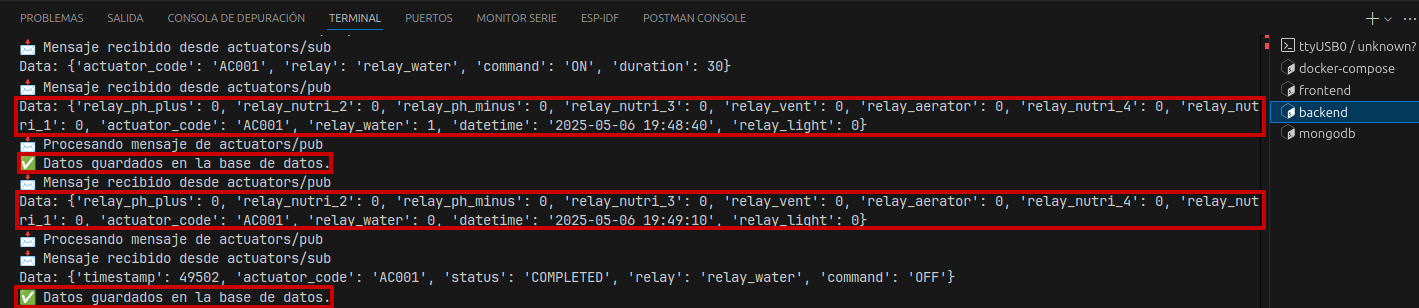 PROBLEMAS SALIDA CONSOLA DE DEPURACIÓN TERMINAL PUERTOS MONITOR SERIE ESP-IDF POSTMAN CONSOLE
📩 Mensaje recibido desde actuators/sub
Data: {'actuator_code': 'AC001', 'relay': 'relay_water', 'command': 'ON', 'duration': 30}
📩 Mensaje recibido desde actuators/pub
Data: {'relay_ph_plus': 0, 'relay_nutri_2': 0, 'relay_ph_minus': 0, 'relay_nutri_3': 0, 'relay_vent': 0, 'relay_aerator': 0, 'relay_nutri_4': 0, 'relay_nut
ri_1': 0, 'actuator_code': 'AC001', 'relay_water': 1, 'datetime': '2025-05-06 19:48:40', 'relay_light': 0}
📩 Procesando mensaje de actuators/pub
✅ Datos guardados en la base de datos.
📩 Mensaje recibido desde actuators/pub
Data: {'relay_ph_plus': 0, 'relay_nutri_2': 0, 'relay_ph_minus': 0, 'relay_nutri_3': 0, 'relay_vent': 0, 'relay_aerator': 0, 'relay_nutri_4': 0, 'relay_nut
ri_1': 0, 'actuator_code': 'AC001', 'relay_water': 0, 'datetime': '2025-05-06 19:49:10', 'relay_light': 0}
📩 Procesando mensaje de actuators/pub
📩 Mensaje recibido desde actuators/sub
Data: {'timestamp': 49502, 'actuator_code': 'AC001', 'status': 'COMPLETED', 'relay': 'relay_water', 'command': 'OFF'}
✅ Datos guardados en la base de datos.
ttyUSB0 / unknown?
docker-compose
frontend
backend
mongodb